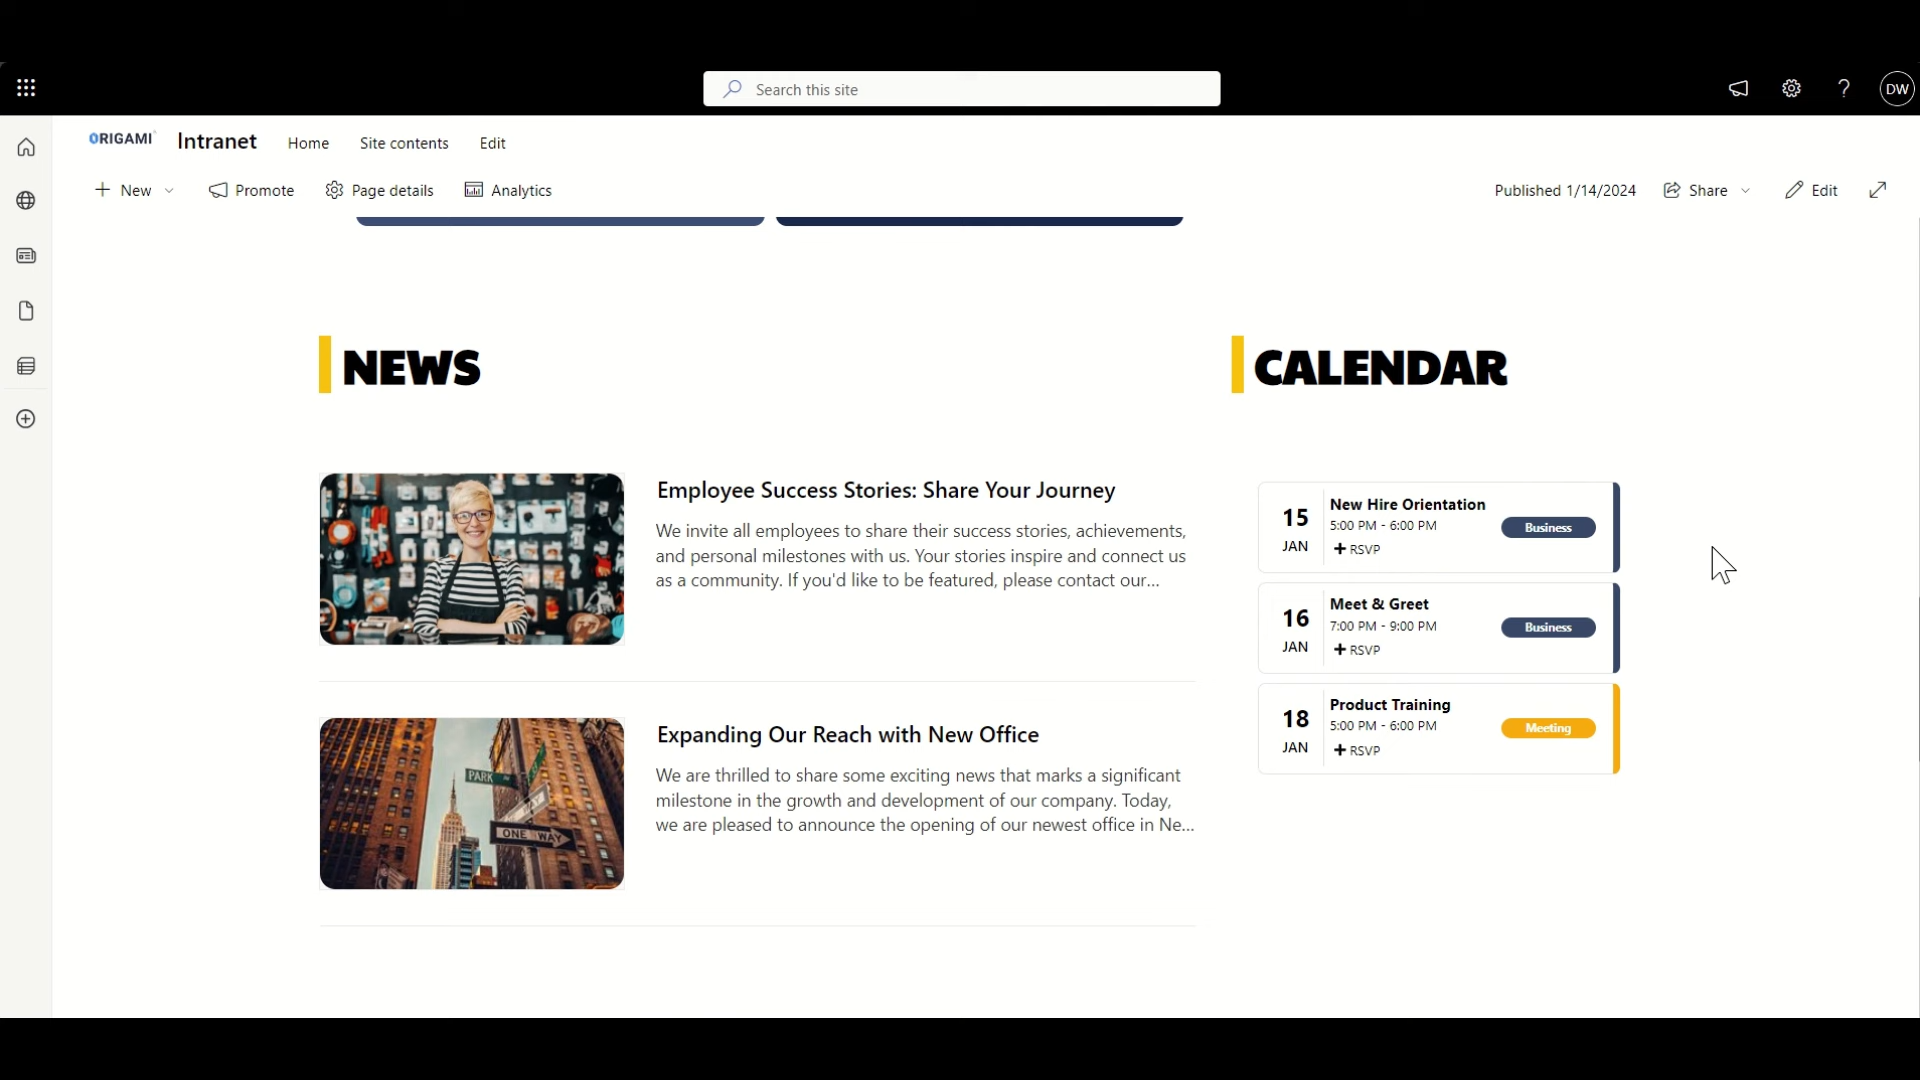 Search this site
DW
ORIGAMI Intranet Home Site contents Edit
New Promote Page details Analytics Published 1/14/2024 Share Edit
NEWS
Employee Success Stories: Share Your Journey
We invite all employees to share their success stories, achievements,
and personal milestones with us. Your stories inspire and connect us
as a community. If you'd like to be featured, please contact our...
PARK
ONE WAY
Expanding Our Reach with New Office
We are thrilled to share some exciting news that marks a significant
milestone in the growth and development of our company. Today,
we are pleased to announce the opening of our newest office in Ne...
CALENDAR
15 JAN
New Hire Orientation
5:00 PM - 6:00 PM
RSVP
Business
16 JAN
Meet & Greet
7:00 PM - 9:00 PM
RSVP
Business
18 JAN
Product Training
5:00 PM - 6:00 PM
RSVP
Meeting